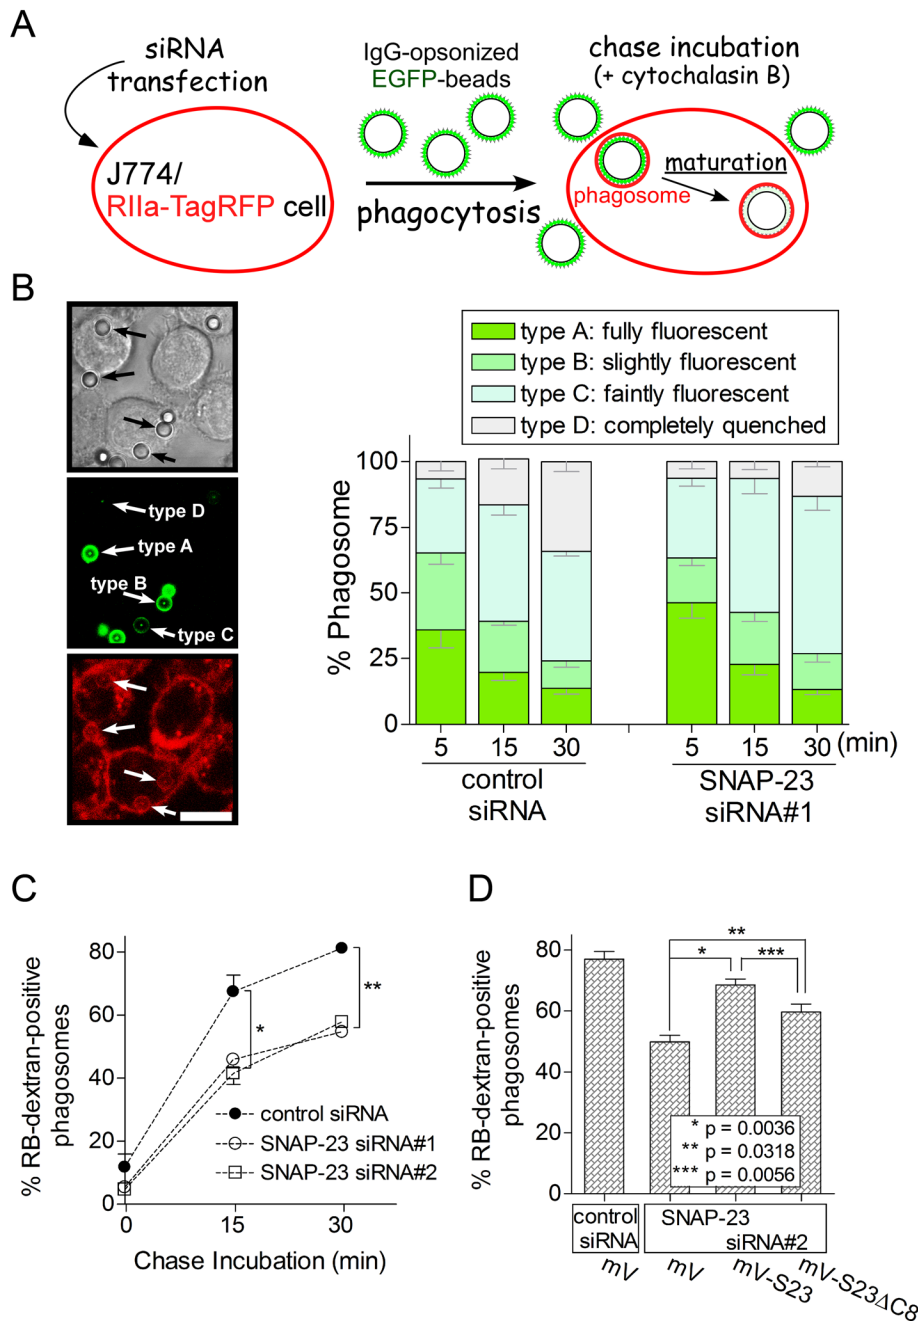 A
siRNA
transfection
IgG-opsonized
EGFP-beads
chase incubation
(+ cytochalasin B)
J774/
RIIa-TagRFP cell
phagocytosis
maturation
phagosome
B
type D
type A
type B
type C
type A: fully fluorescent
type B: slightly fluorescent
type C: faintly fluorescent
type D: completely quenched
% Phagosome
100
75
50
25
0
5 15 30 5 15 30 (min)
control
siRNA
SNAP-23
siRNA#1
C
% RB-dextran-positive
phagosomes
80
60
40
20
0
*
**
control siRNA
SNAP-23 siRNA#1
SNAP-23 siRNA#2
0 15 30
Chase Incubation (min)
D
% RB-dextran-positive
phagosomes
80
60
40
20
0
**
* ***
* p = 0.0036
** p = 0.0318
*** p = 0.0056
control
siRNA
SNAP-23
siRNA#2
mV mV mV-S23 mV-S23ΔC8